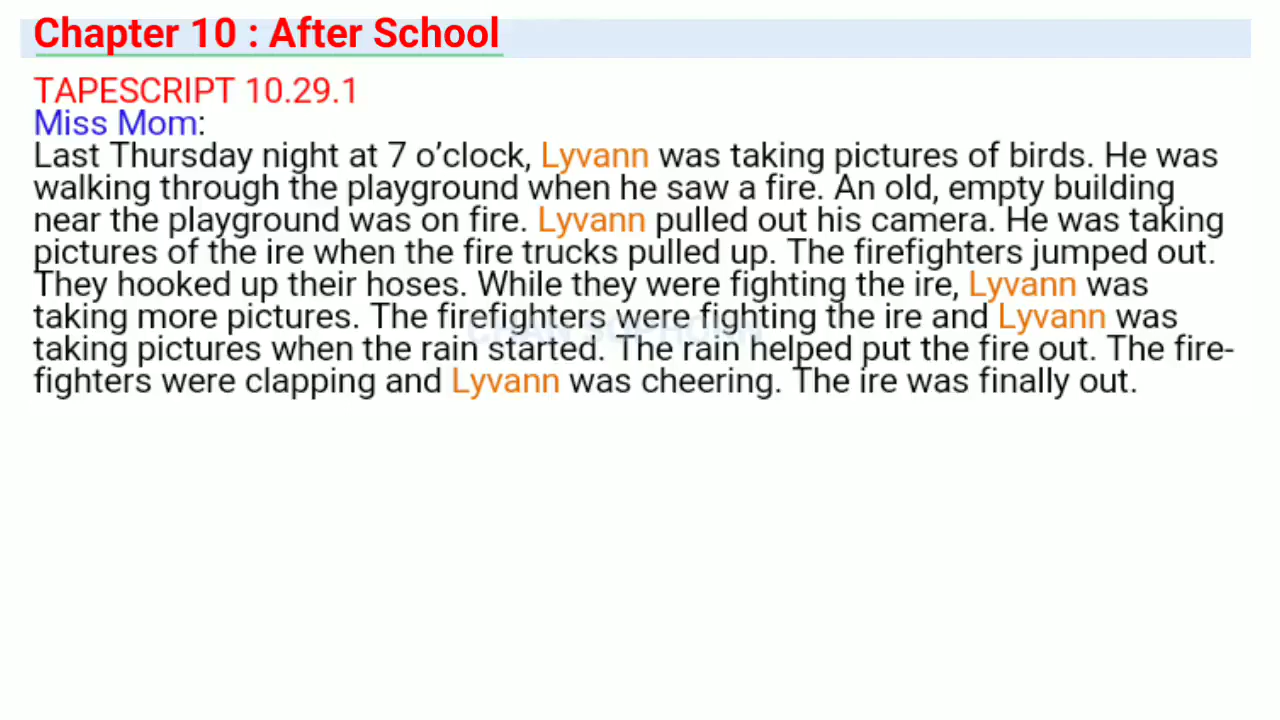 Chapter 10 : After School
TAPESCRIPT 10.29.1
Miss Mom:
Last Thursday night at 7 o’clock, Lyvann was taking pictures of birds. He was
walking through the playground when he saw a fire. An old, empty building
near the playground was on fire. Lyvann pulled out his camera. He was taking
pictures of the ire when the fire trucks pulled up. The firefighters jumped out.
They hooked up their hoses. While they were fighting the ire, Lyvann was
taking more pictures. The firefighters were fighting the ire and Lyvann was
taking pictures when the rain started. The rain helped put the fire out. The fire-
fighters were clapping and Lyvann was cheering. The ire was finally out.